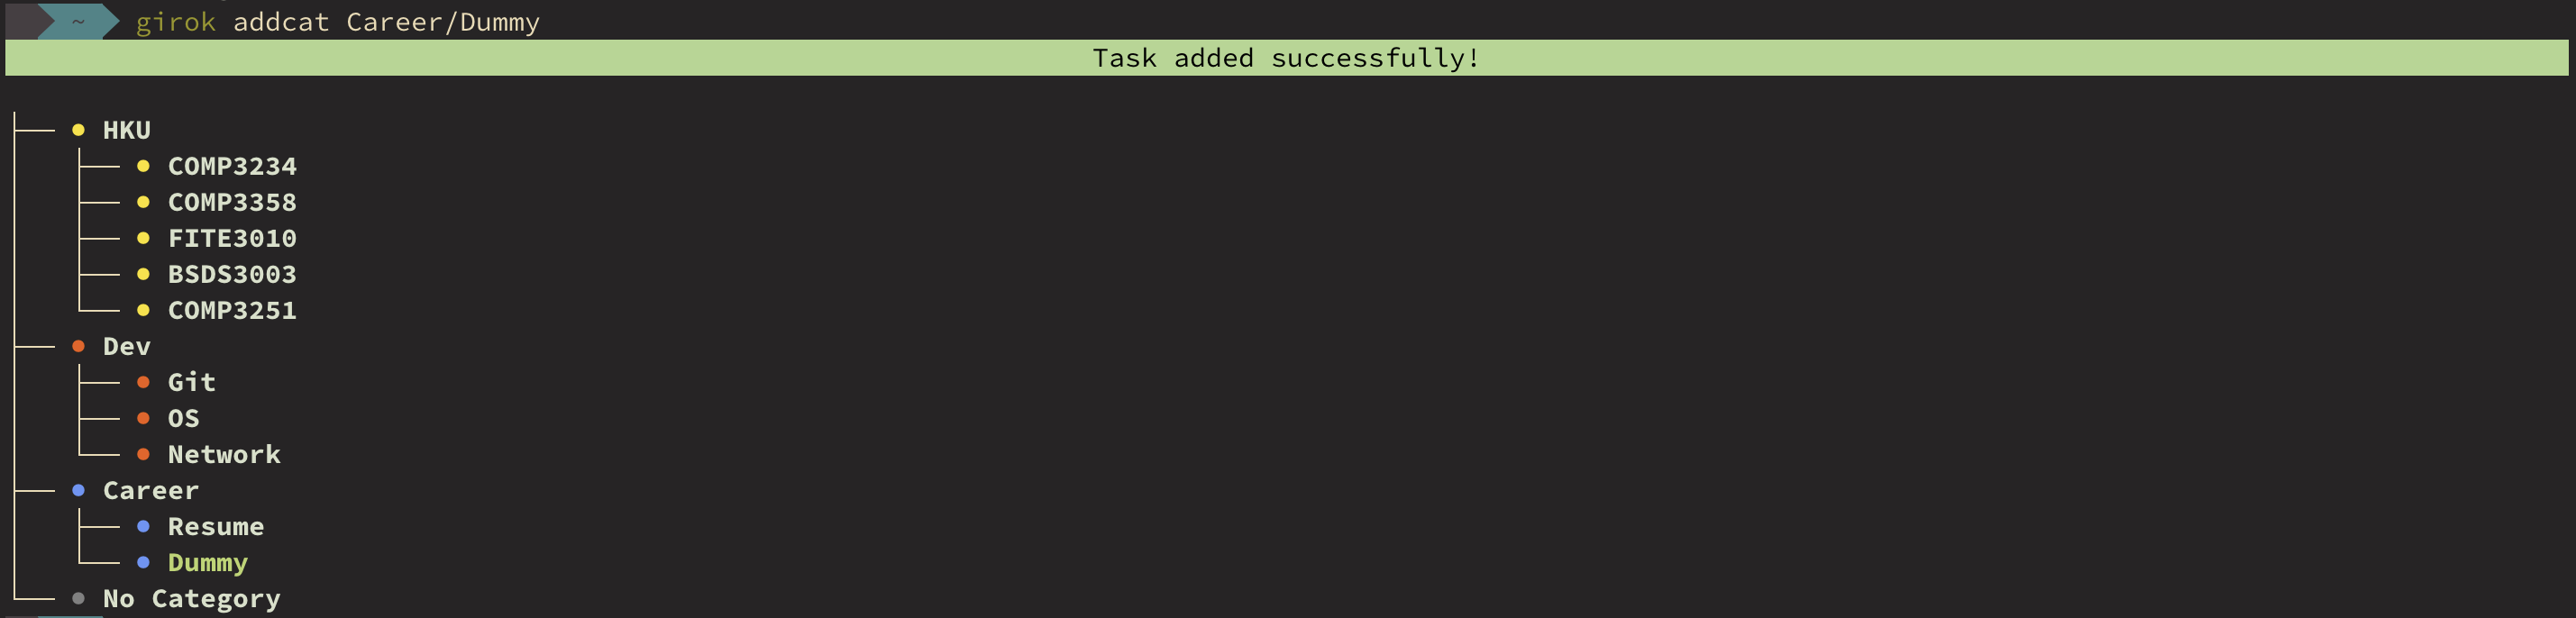 ~ girok addcat Career/Dummy
Task added successfully!
HKU
COMP3234
COMP3358
FITE3010
BSDS3003
COMP3251
Dev
Git
OS
Network
Career
Resume
Dummy
No Category